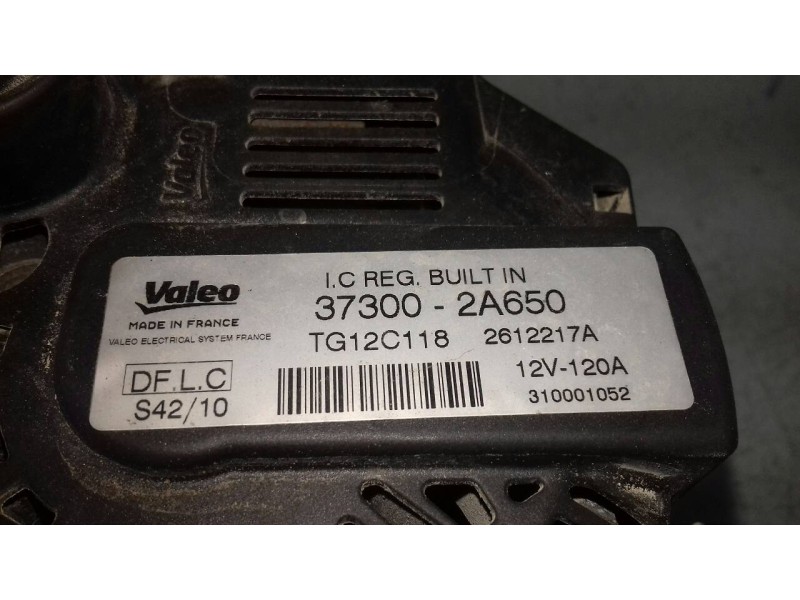 Valeo
I.C REG. BUILT IN
Valeo
37300 - 2A650
MADE IN FRANCE
VALEO ELECTRICAL SYSTEM FRANCE
TG12C118 2612217A
DF.L.C
12V-120A
S42/10
310001052